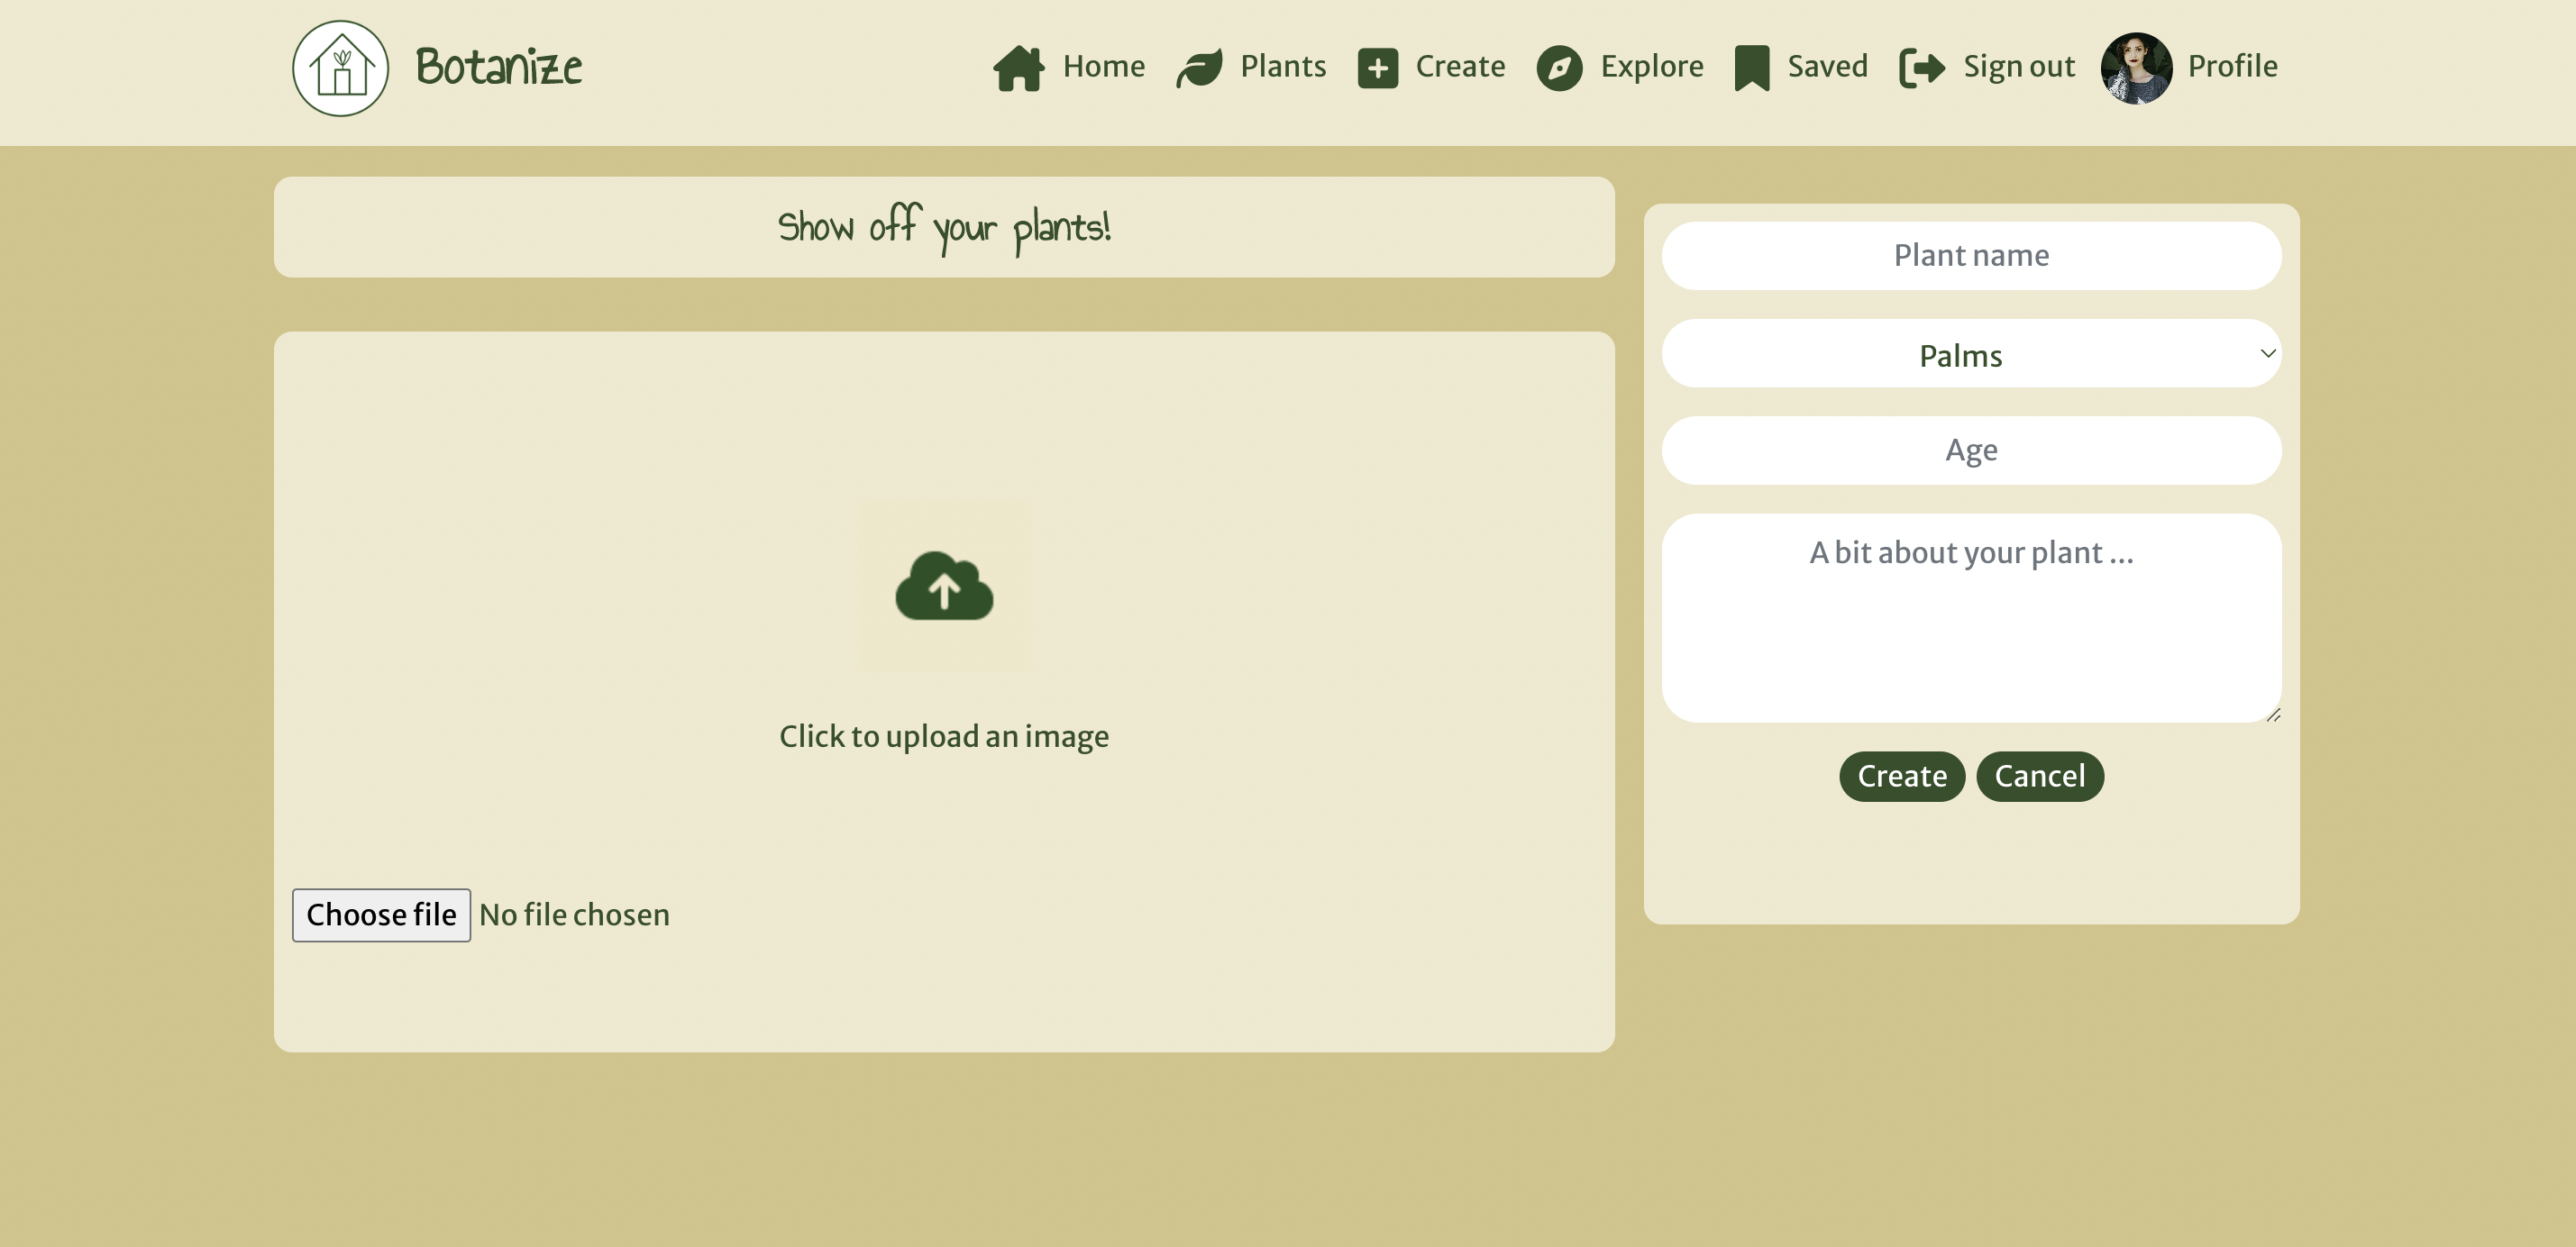 Botanize
Home Plants Create Explore Saved Sign out Profile
Show off your plants!
Click to upload an image
Choose file No file chosen
Plant name
Palms
Age
A bit about your plant ...
Create Cancel